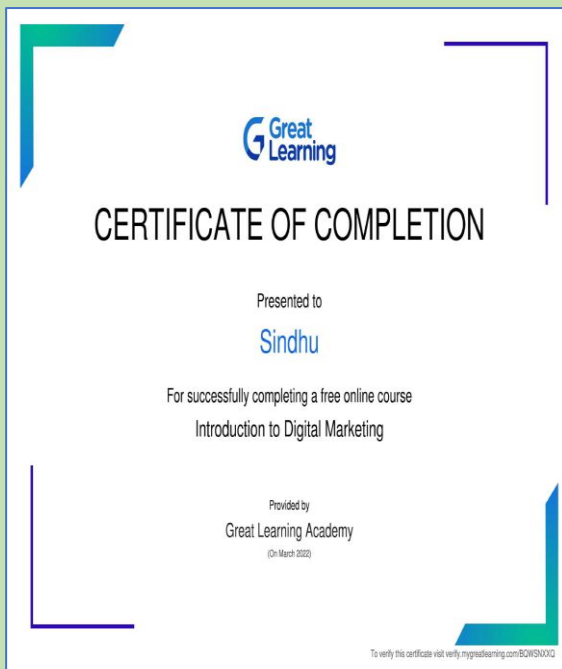 Great
Learning
CERTIFICATE OF COMPLETION
Presented to
Sindhu
For successfully completing a free online course
Introduction to Digital Marketing
Provided by
Great Learning Academy
(On March 2022)
To verify this certificate visit verify.mygreatlearning.com/BQWSNXXQ